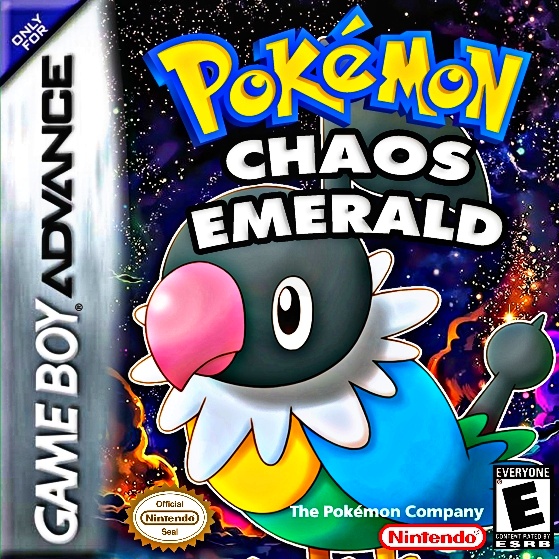 ONLY
FOR
GAME BOY ADVANCE
POKéMON
CHAOS
EMERALD
Official
Nintendo
Seal
The Pokémon Company
Nintendo
EVERYONE
E
CONTENT RATED BY
ESRB